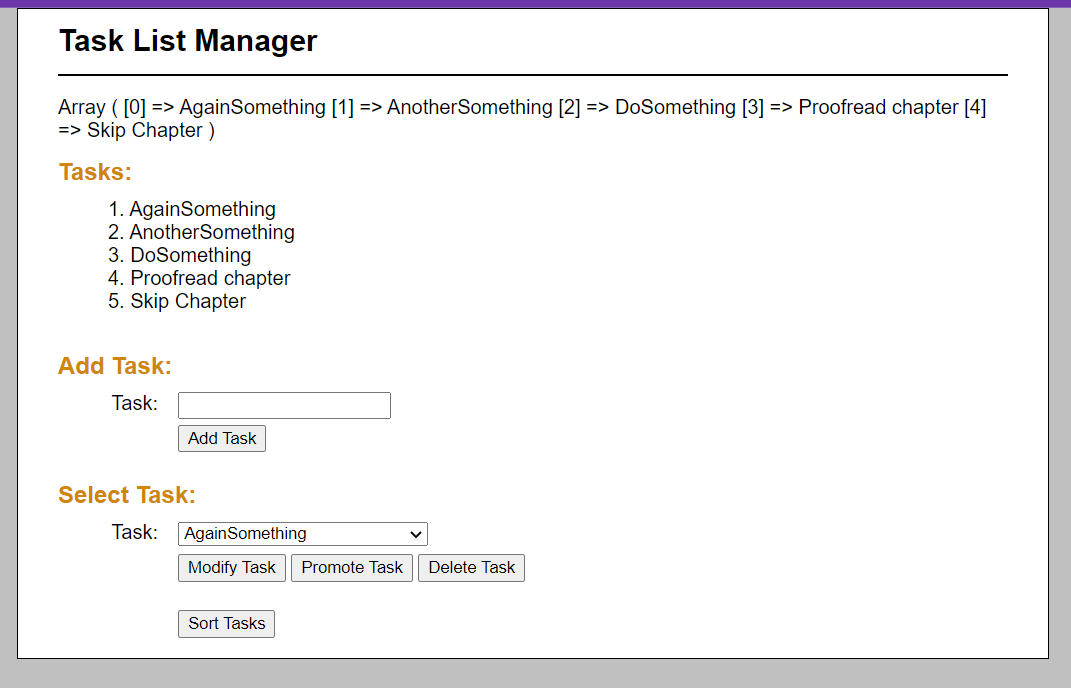 Task List Manager
Array ( [0] => AgainSomething [1] => AnotherSomething [2] => DoSomething [3] => Proofread chapter [4]
=> Skip Chapter )
Tasks:
1. AgainSomething
2. AnotherSomething
3. DoSomething
4. Proofread chapter
5. Skip Chapter
Add Task:
Task:
Add Task
Select Task:
Task: AgainSomething
Modify Task Promote Task Delete Task
Sort Tasks